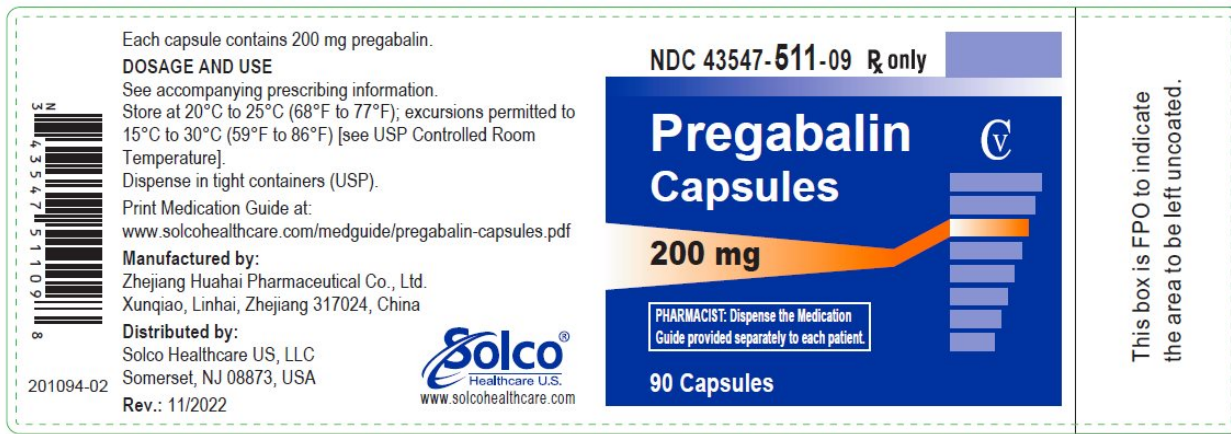 Each capsule contains 200 mg pregabalin.
DOSAGE AND USE
See accompanying prescribing information.
Store at 20°C to 25°C (68°F to 77°F); excursions permitted to
15°C to 30°C (59°F to 86°F) [see USP Controlled Room
Temperature].
Dispense in tight containers (USP).
Print Medication Guide at:
www.solcohealthcare.com/medguide/pregabalin-capsules.pdf
Manufactured by:
Zhejiang Huahai Pharmaceutical Co., Ltd.
Xunqiao, Linhai, Zhejiang 317024, China
Distributed by:
Solco Healthcare US, LLC
Somerset, NJ 08873, USA
Rev.: 11/2022
N
3 43547 51109 8
201094-02
Solco®
Healthcare U.S.
www.solcohealthcare.com
NDC 43547-511-09 ℞ only
Pregabalin
Capsules
CV
200 mg
PHARMACIST: Dispense the Medication
Guide provided separately to each patient.
90 Capsules
This box is FPO to indicate
the area to be left uncoated.